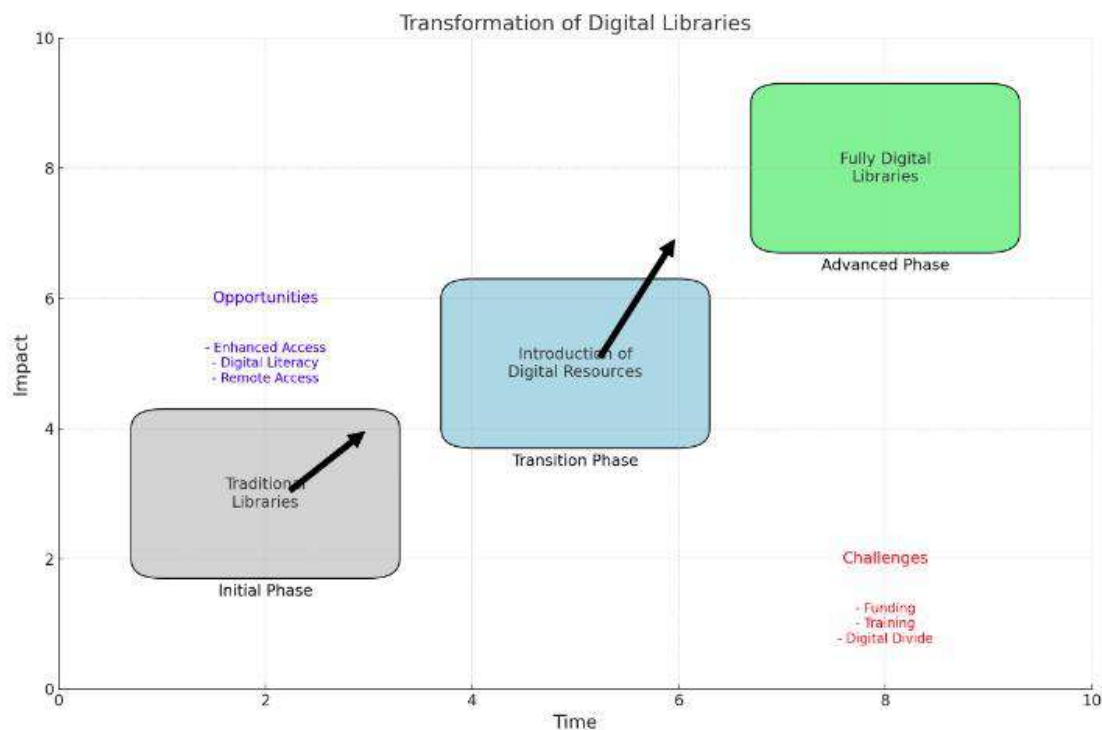 Transformation of Digital Libraries
10
8
6
4
2
0
Impact
Fully Digital
Libraries
Advanced Phase
Opportunities
- Enhanced Access
- Digital Literacy
- Remote Access
Introduction of
Digital Resources
Transition Phase
Traditional
Libraries
Initial Phase
Challenges
- Funding
- Training
- Digital Divide
0 2 4 6 8 10
Time